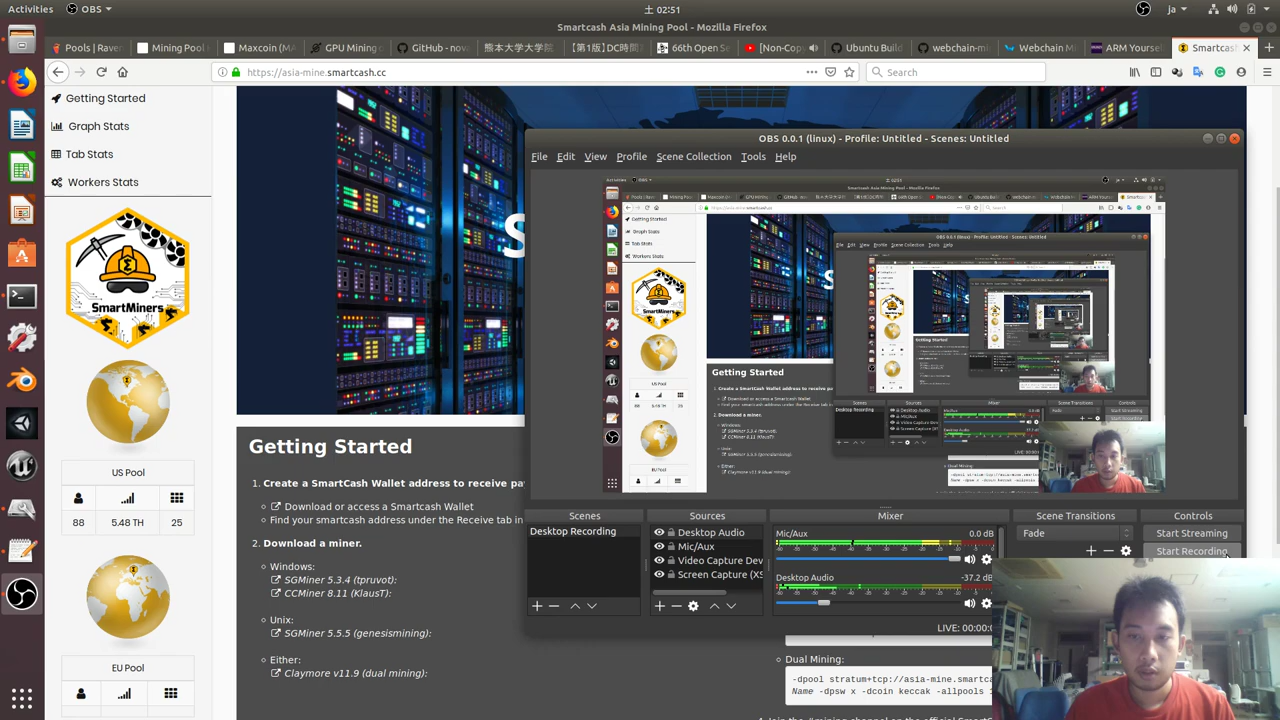 Activities
OBS
土 02:51
ja
Smartcash Asia Mining Pool - Mozilla Firefox
Pools | Raven
Mining Pool
Maxcoin (MA
GPU Mining o
GitHub - nov
熊本大学大学院
【第1版】DC時間
66th Open Se
[Non-Copy
Ubuntu Build
webchain-mi
Webchain MI
ARM Yoursel
Smartcash
https://asia-mine.smartcash.cc
Search
Getting Started
Graph Stats
Tab Stats
Workers Stats
SmartMiners
US Pool
88
5.48 TH
25
EU Pool
S
Getting Started
1. Create a SmartCash Wallet address to receive pa
Download or access a Smartcash Wallet
Find your smartcash address under the Receive tab in
2. Download a miner.
Windows:
SGMiner 5.3.4 (tpruvot):
CCMiner 8.11 (KlausT):
Unix:
SGMiner 5.5.5 (genesismining):
Either:
Claymore v11.9 (dual mining):
OBS 0.0.1 (linux) - Profile: Untitled - Scenes: Untitled
File Edit View Profile Scene Collection Tools Help
Scenes
Desktop Recording
Sources
Desktop Audio
Mic/Aux
Video Capture Dev
Screen Capture (XS
Mixer
Mic/Aux
0.0 dB
Desktop Audio
-37.2 dB
Scene Transitions
Fade
Controls
Start Streaming
Start Recording
LIVE: 00:00:0
Dual Mining:
-dpool stratum+tcp://asia-mine.smartca
Name -dpsw x -dcoin keccak -allpools 1